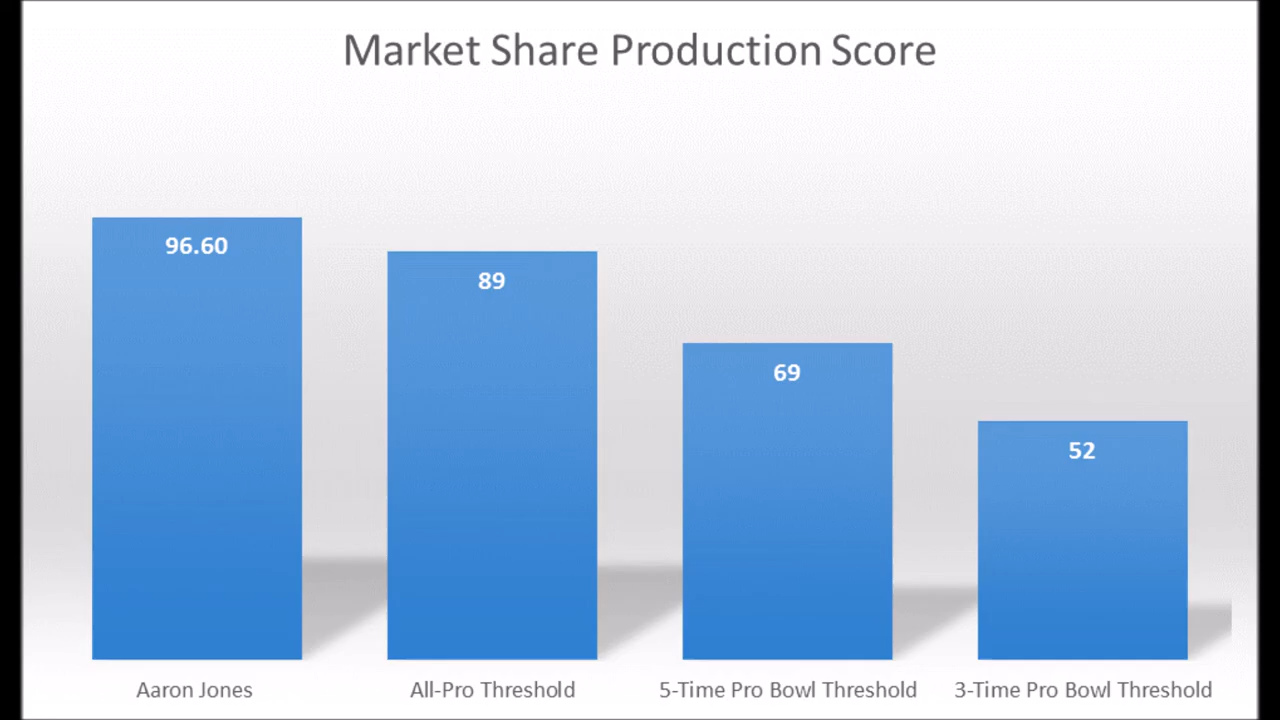 Market Share Production Score
96.60
89
69
52
Aaron Jones
All-Pro Threshold
5-Time Pro Bowl Threshold
3-Time Pro Bowl Threshold